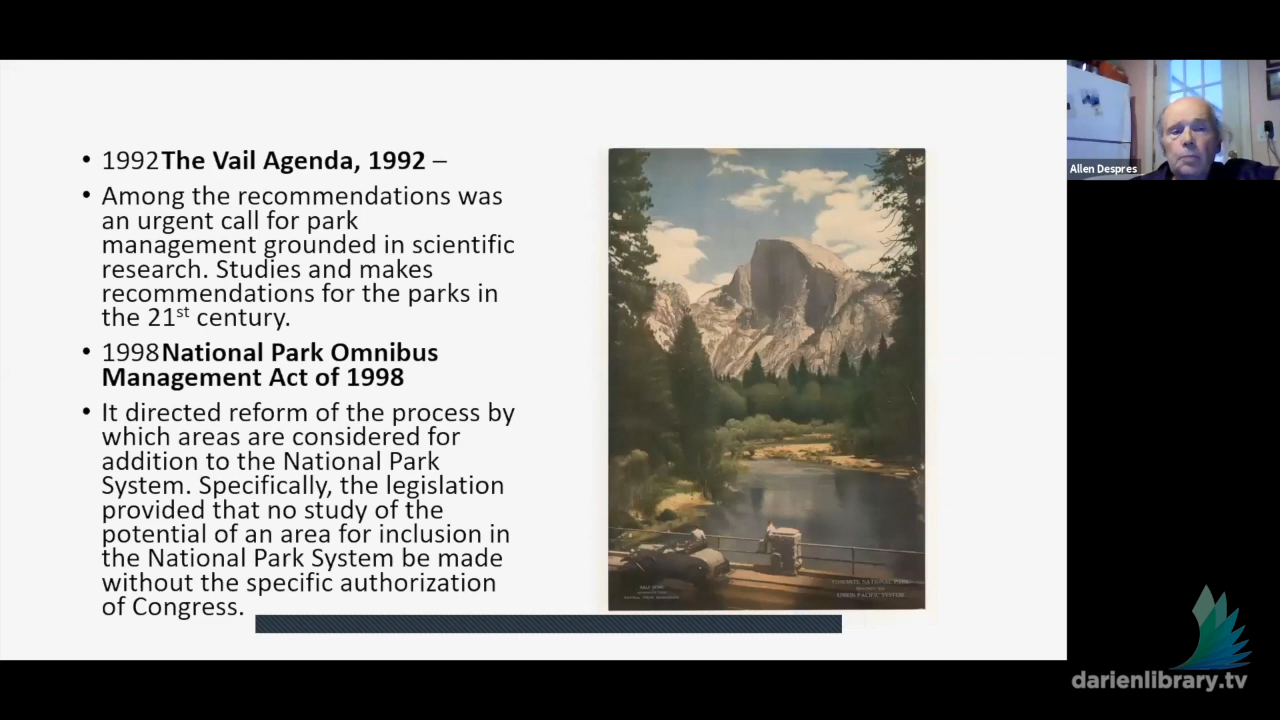 • 1992The Vail Agenda, 1992 –
• Among the recommendations was
an urgent call for park
management grounded in scientific
research. Studies and makes
recommendations for the parks in
the 21st century.
• 1998National Park Omnibus
Management Act of 1998
• It directed reform of the process by
which areas are considered for
addition to the National Park
System. Specifically, the legislation
provided that no study of the
potential of an area for inclusion in
the National Park System be made
without the specific authorization
of Congress.
HALF DOME
YOSEMITE NATIONAL PARK
UNION PACIFIC SYSTEM
Allen Despres
darienlibrary.tv